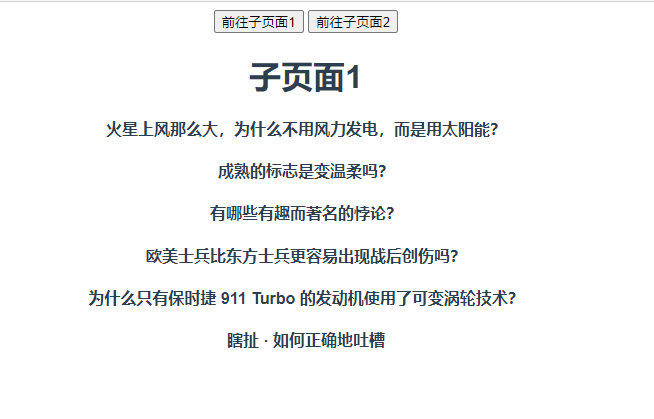 前往子页面1 前往子页面2
子页面1
火星上风那么大，为什么不用风力发电，而是用太阳能？
成熟的标志是变温柔吗？
有哪些有趣而著名的悖论？
欧美士兵比东方士兵更容易出现战后创伤吗？
为什么只有保时捷 911 Turbo 的发动机使用了可变涡轮技术？
瞎扯 · 如何正确地吐槽